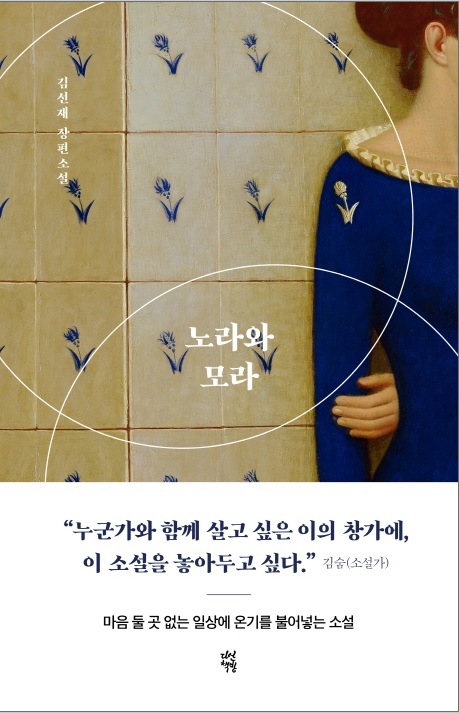 김선재 장편소설
노라와
모라
“누군가와 함께 살고 싶은 이의 창가에,
이 소설을 놓아두고 싶다.” 김숨(소설가)
마음 둘 곳 없는 일상에 온기를 불어넣는 소설
다산
책방